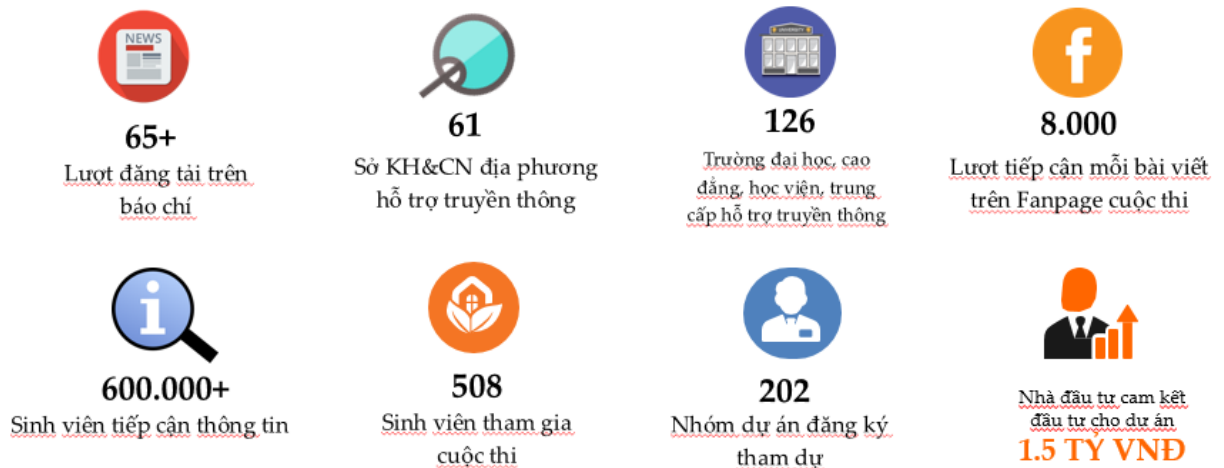 NEWS
65+
Lượt đăng tải trên
báo chí
61
Sở KH&CN địa phương
hỗ trợ truyền thông
UNIVERSITY
126
Trường đại học, cao
đẳng, học viện, trung
cấp hỗ trợ truyền thông
f
8.000
Lượt tiếp cận mỗi bài viết
trên Fanpage cuộc thi
i
600.000+
Sinh viên tiếp cận thông tin
508
Sinh viên tham gia
cuộc thi
202
Nhóm dự án đăng ký
tham dự
Nhà đầu tư cam kết
đầu tư cho dự án
1.5 TỶ VNĐ